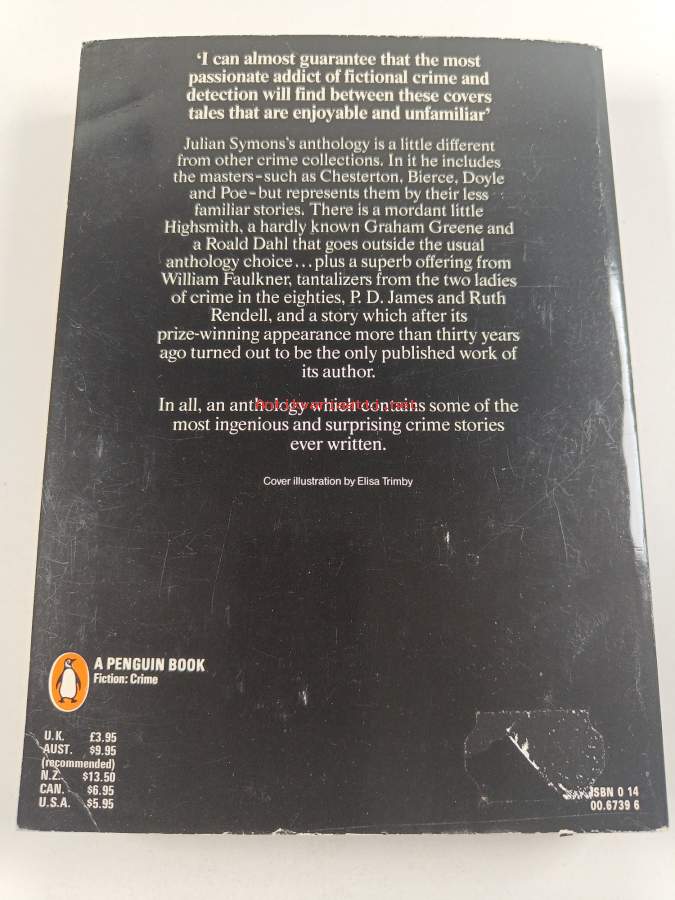 'I can almost guarantee that the most
passionate addict of fictional crime and
detection will find between these covers
tales that are enjoyable and unfamiliar'
Julian Symons's anthology is a little different
from other crime collections. In it he includes
the masters–such as Chesterton, Bierce, Doyle
and Poe–but represents them by their less
familiar stories. There is a mordant little
Highsmith, a hardly known Graham Greene and
a Roald Dahl that goes outside the usual
anthology choice...plus a superb offering from
William Faulkner, tantalizers from the two ladies
of crime in the eighties, P. D. James and Ruth
Rendell, and a story which after its
prize-winning appearance more than thirty years
ago turned out to be the only published work of
its author.
In all, an anthology which contains some of the
most ingenious and surprising crime stories
ever written.
Cover illustration by Elisa Trimby
A PENGUIN BOOK
Fiction: Crime
U.K. £3.95
AUST. $9.95
(recommended)
N.Z. $13.50
CAN. $6.95
U.S.A. $5.95
ISBN 0 14
00.6739 6